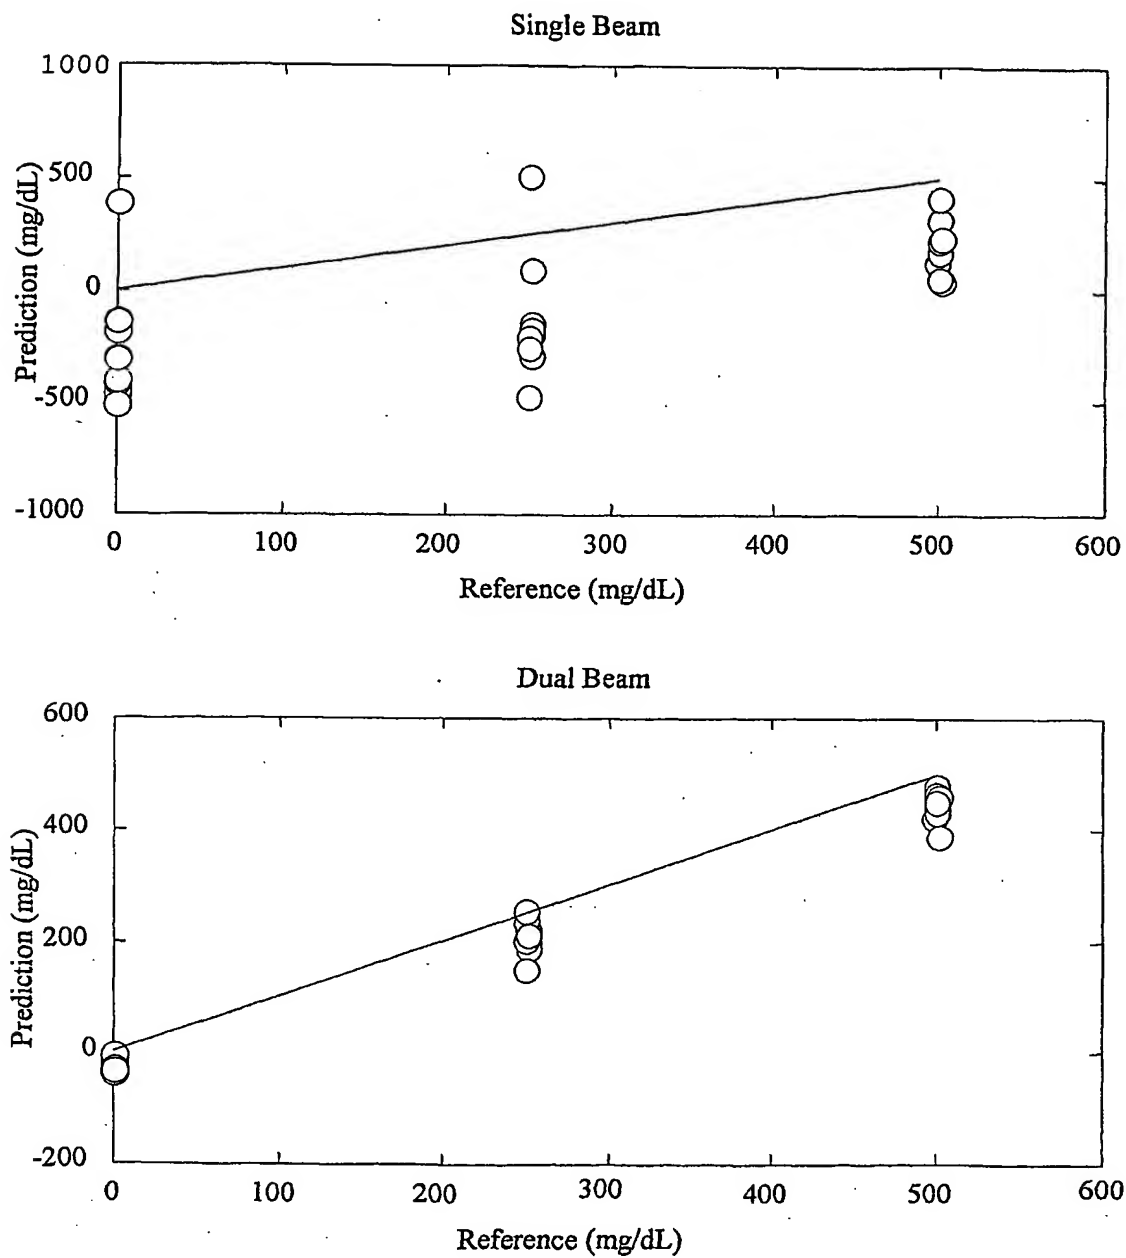 Single Beam
1000
500
0
-500
-1000
Prediction (mg/dL)
0 100 200 300 400 500 600
Reference (mg/dL)
Dual Beam
600
400
200
0
-200
Prediction (mg/dL)
0 100 200 300 400 500 600
Reference (mg/dL)